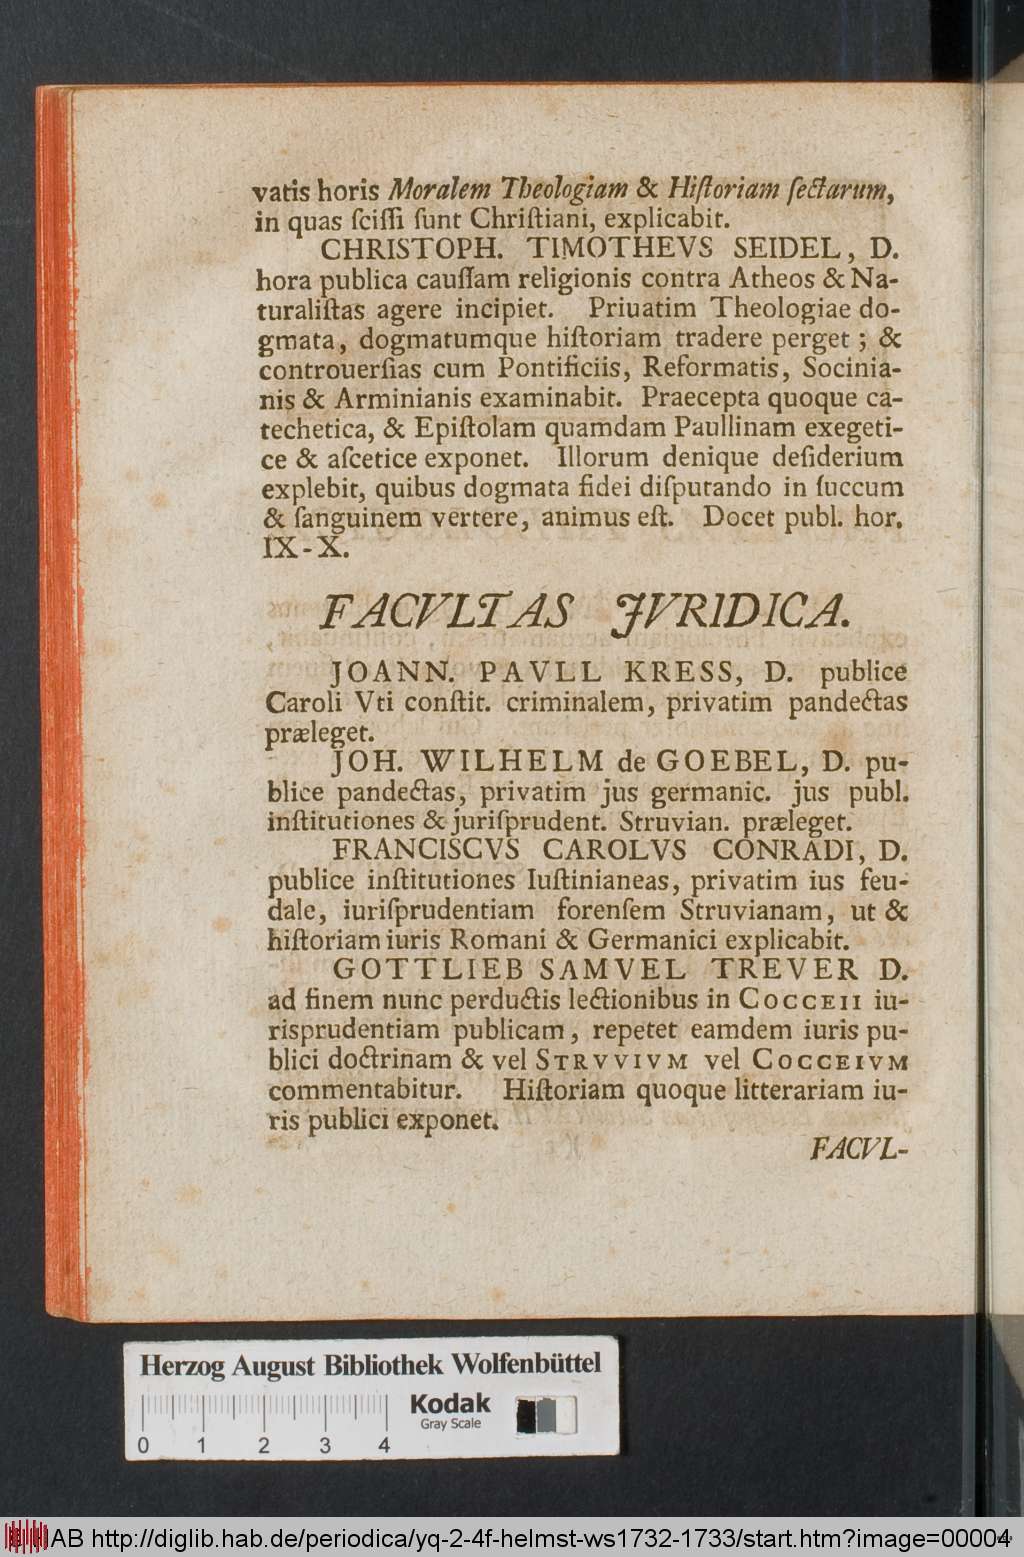 vatis horis Moralem Theologiam & Hiſtoriam ſectarum,
in quas ſciſſi ſunt Chriſtiani, explicabit.
CHRISTOPH. TIMOTHEVS SEIDEL, D.
hora publica cauſſam religionis contra Atheos & Na-
turaliſtas agere incipiet. Priuatim Theologiae do-
gmata, dogmatumque hiſtoriam tradere perget; &
controuerſias cum Pontificiis, Reformatis, Socinia-
nis & Arminianis examinabit. Praecepta quoque ca-
techetica, & Epiſtolam quamdam Paullinam exegeti-
ce & aſcetice exponet. Illorum denique deſiderium
explebit, quibus dogmata fidei diſputando in ſuccum
& ſanguinem vertere, animus eſt. Docet publ. hor.
IX-X.
FACVLTAS JVRIDICA.
JOANN. PAVLL KRESS, D. publice
Caroli Vti conſtit. criminalem, privatim pandectas
præleget.
JOH. WILHELM de GOEBEL, D. pu-
blice pandectas, privatim jus germanic. jus publ.
inſtitutiones & juriſprudent. Struvian. præleget.
FRANCISCVS CAROLVS CONRADI, D.
publice inſtitutiones Iuſtinianeas, privatim ius feu-
dale, iuriſprudentiam forenſem Struvianam, ut &
hiſtoriam iuris Romani & Germanici explicabit.
GOTTLIEB SAMVEL TREVER D.
ad finem nunc perductis lectionibus in COCCEII iu-
risprudentiam publicam, repetet eamdem iuris pu-
blici doctrinam & vel STRVVIVM vel COCCEIVM
commentabitur. Hiſtoriam quoque litterariam iu-
ris publici exponet.
FACVL-
Herzog August Bibliothek Wolfenbüttel
Kodak
Gray Scale
0 1 2 3 4
HAB http://diglib.hab.de/periodica/yq-2-4f-helmst-ws1732-1733/start.htm?image=00004